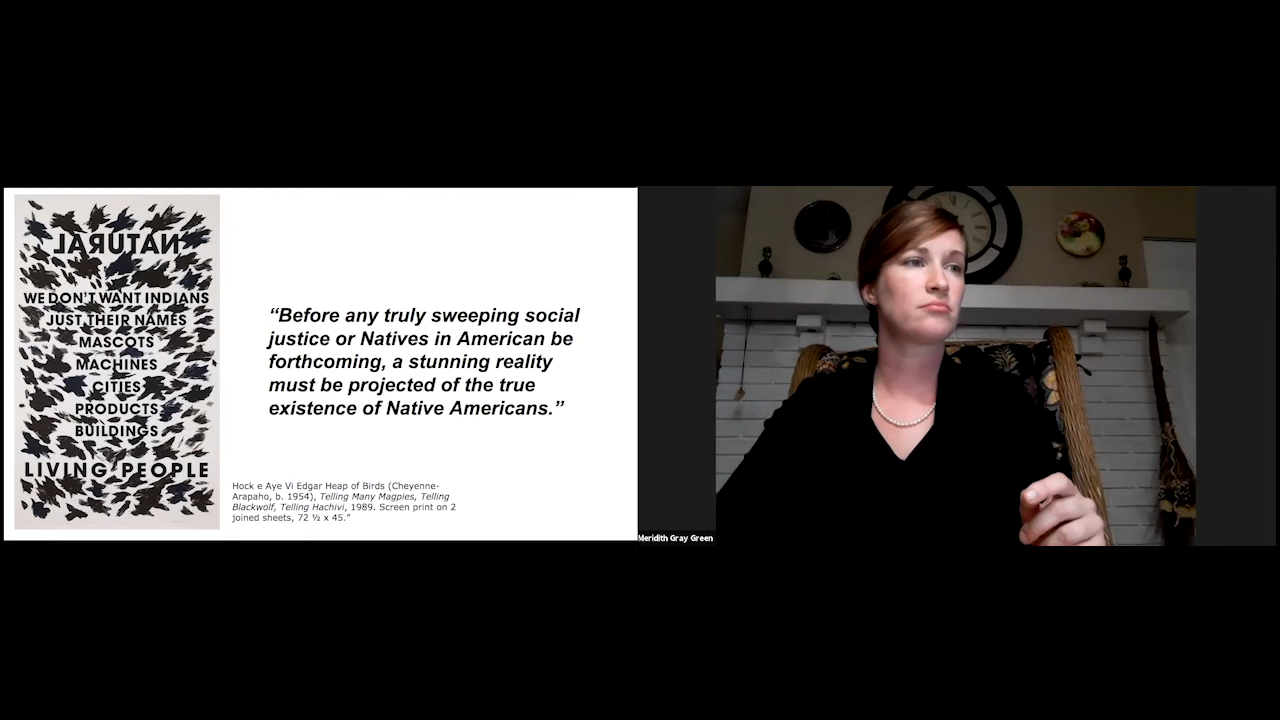 JARUTAN
WE DON'T WANT INDIANS
JUST THEIR NAMES
MASCOTS
MACHINES
CITIES
PRODUCTS
BUILDINGS
LIVING PEOPLE
“Before any truly sweeping social
justice or Natives in American be
forthcoming, a stunning reality
must be projected of the true
existence of Native Americans.”
Hock e Aye Vi Edgar Heap of Birds (Cheyenne-
Arapaho, b. 1954), Telling Many Magpies, Telling
Blackwolf, Telling Hachivi, 1989. Screen print on 2
joined sheets, 72 ½ x 45.”
Meridith Gray Green